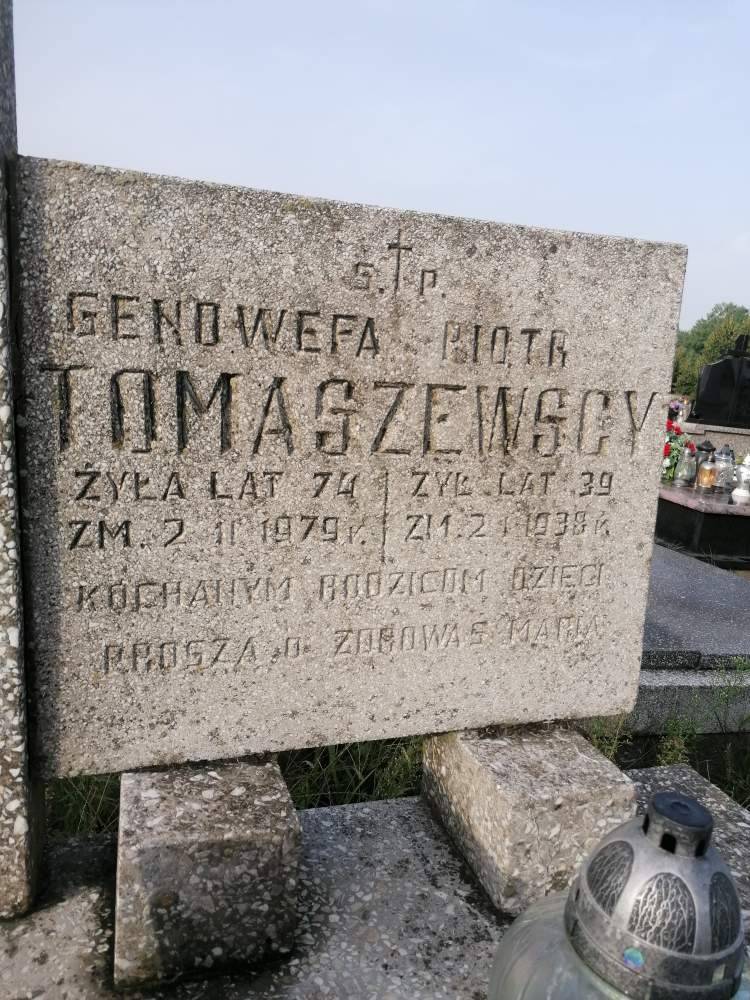 Ś. P.
GENOWEFA PIOTR
TOMASZEWSCY
ŻYŁA LAT 74 ŻYŁ LAT 39
ZM. 2 II 1979 r. ZM. 2 I 1938 r.
KOCHANYM RODZICOM DZIECI
PROSZĄ O ZDROWAŚ MARIA